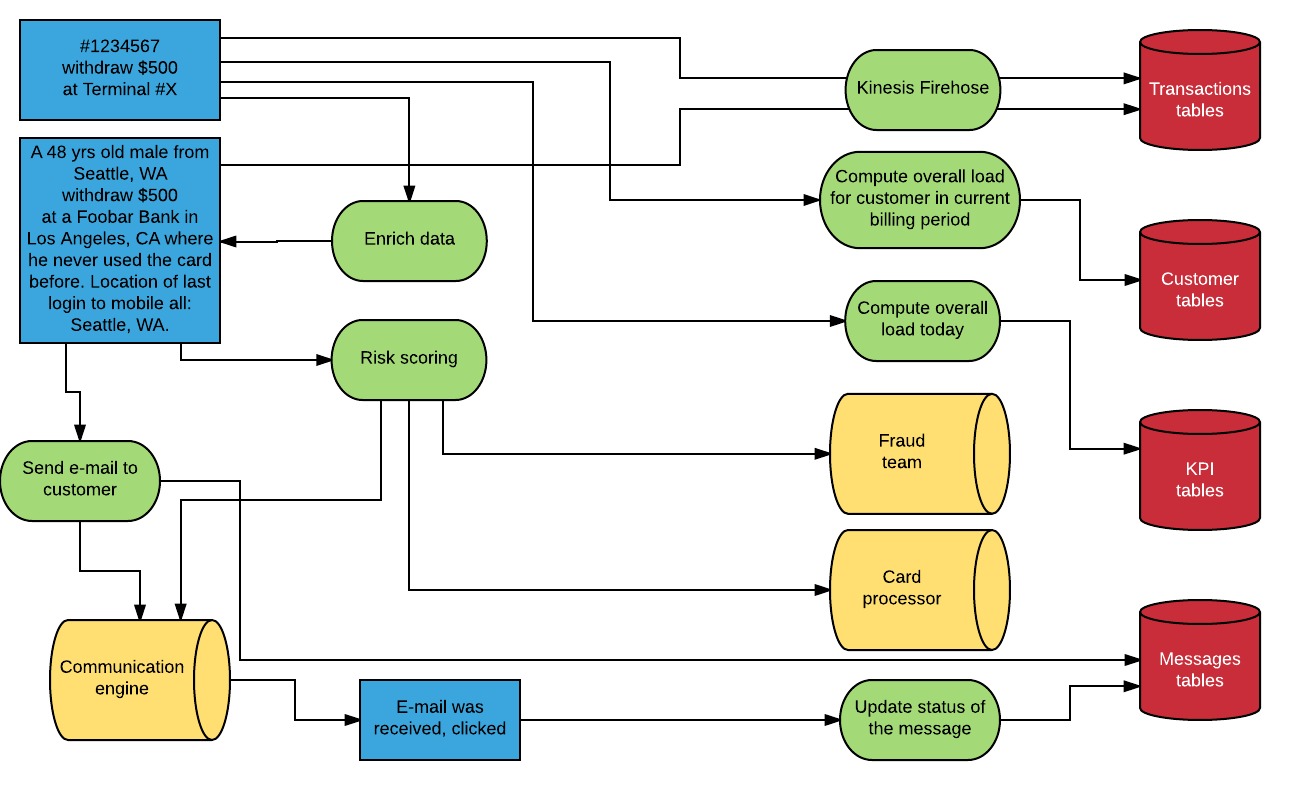 #1234567
withdraw $500
at Terminal #X
Kinesis Firehose
Transactions
tables
A 48 yrs old male from
Seattle, WA
withdraw $500
at a Foobar Bank in
Los Angeles, CA where
he never used the card
before. Location of last
login to mobile all:
Seattle, WA.
Compute overall load
for customer in current
billing period
Enrich data
Customer
tables
Compute overall
load today
Risk scoring
Fraud
team
KPI
tables
Send e-mail to
customer
Card
processor
Communication
engine
Messages
tables
E-mail was
received, clicked
Update status of
the message